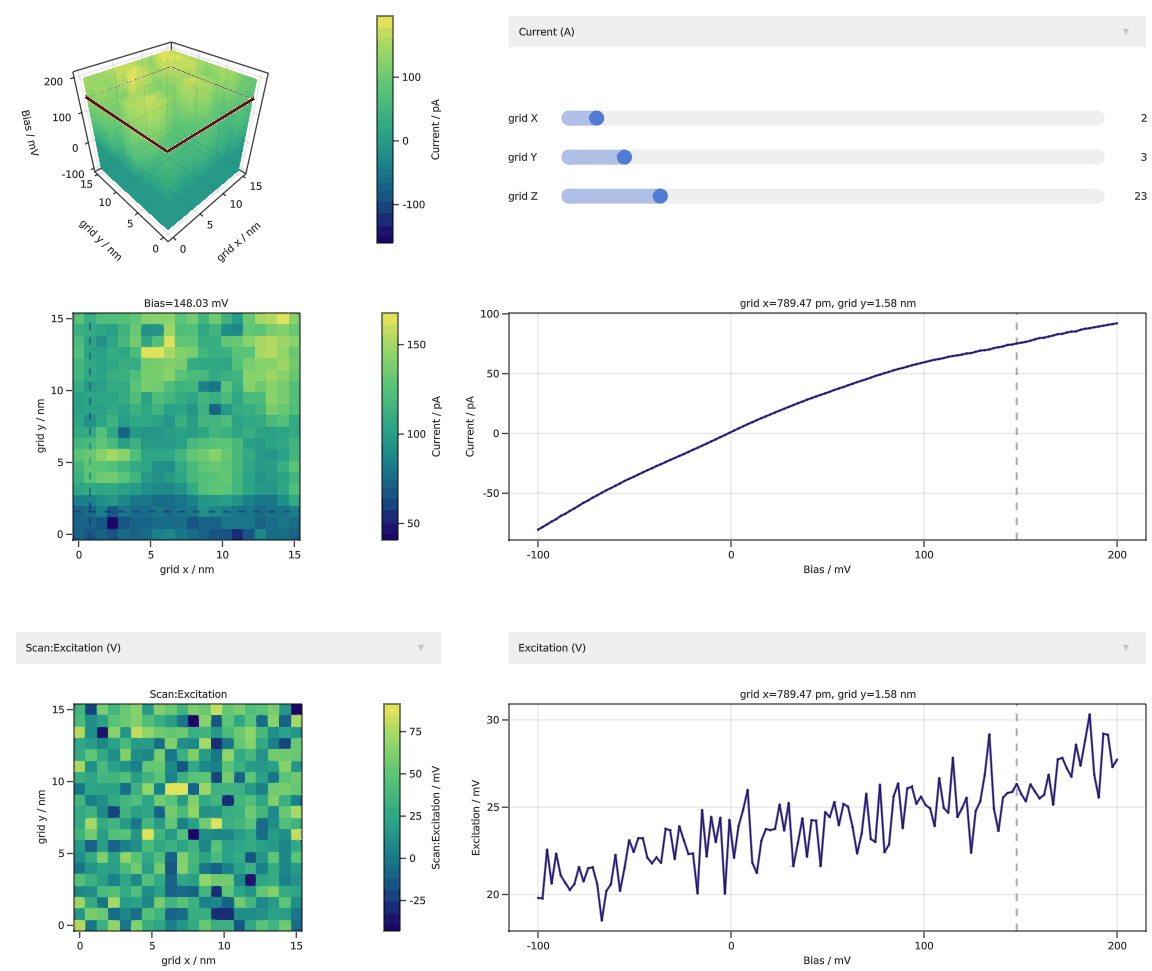 200
100
0
-100
Bias / mV
15
10
5
0
grid y / nm
0
5
10
15
grid x / nm
100
0
-100
Current / pA
Current (A)
grid X 2
grid Y 3
grid Z 23
Bias=148.03 mV
15
10
5
0
grid y / nm
0 5 10 15
grid x / nm
150
100
50
Current / pA
grid x=789.47 pm, grid y=1.58 nm
100
50
0
-50
Current / pA
-100 0 100 200
Bias / mV
Scan:Excitation (V)
Excitation (V)
Scan:Excitation
15
10
5
0
grid y / nm
0 5 10 15
grid x / nm
75
50
25
0
-25
Scan:Excitation / mV
grid x=789.47 pm, grid y=1.58 nm
30
25
20
Excitation / mV
-100 0 100 200
Bias / mV